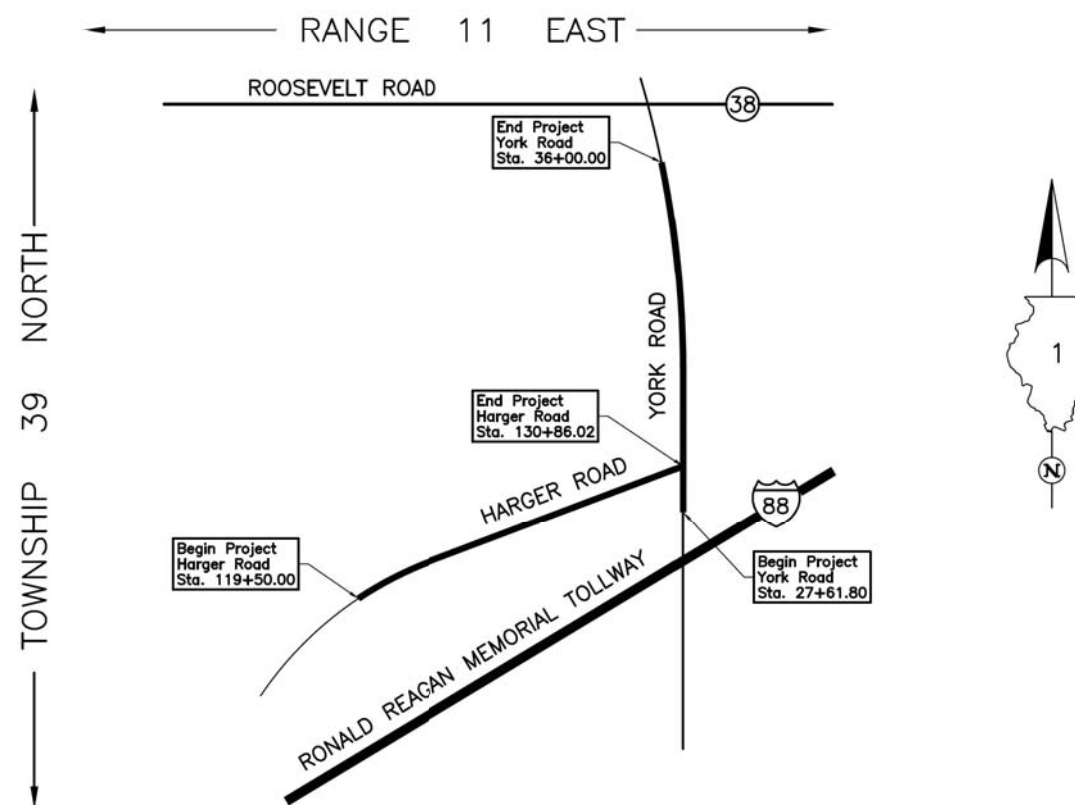 RANGE 11 EAST
ROOSEVELT ROAD
38
End Project
York Road
Sta. 36+00.00
TOWNSHIP 39 NORTH
YORK ROAD
1
End Project
Harger Road
Sta. 130+86.02
HARGER ROAD
N
88
Begin Project
Harger Road
Sta. 119+50.00
Begin Project
York Road
Sta. 27+61.80
RONALD REAGAN MEMORIAL TOLLWAY